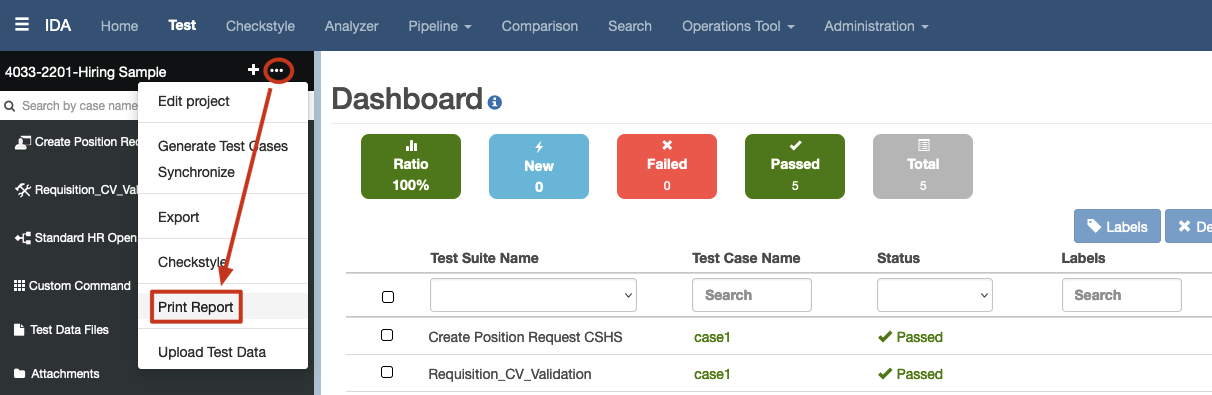 IDA Home Test Checkstyle Analyzer Pipeline Comparison Search Operations Tool Administration
4033-2201-Hiring Sample
Search by case name
Create Position Req
Requisition_CV_Val
Standard HR Open
Custom Command
Test Data Files
Attachments
Edit project
Generate Test Cases
Synchronize
Export
Checkstyle
Print Report
Upload Test Data
Dashboard
Ratio
100%
New
0
Failed
0
Passed
5
Total
5
Labels De
Test Suite Name Test Case Name Status Labels
Search Search
Create Position Request CSHS case1 Passed
Requisition_CV_Validation case1 Passed